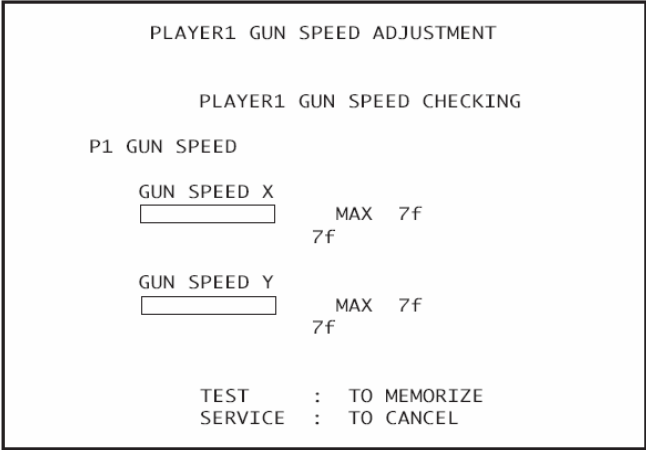 PLAYER1 GUN SPEED ADJUSTMENT
PLAYER1 GUN SPEED CHECKING
P1 GUN SPEED
GUN SPEED X
MAX 7f
7f
GUN SPEED Y
MAX 7f
7f
TEST : TO MEMORIZE
SERVICE : TO CANCEL